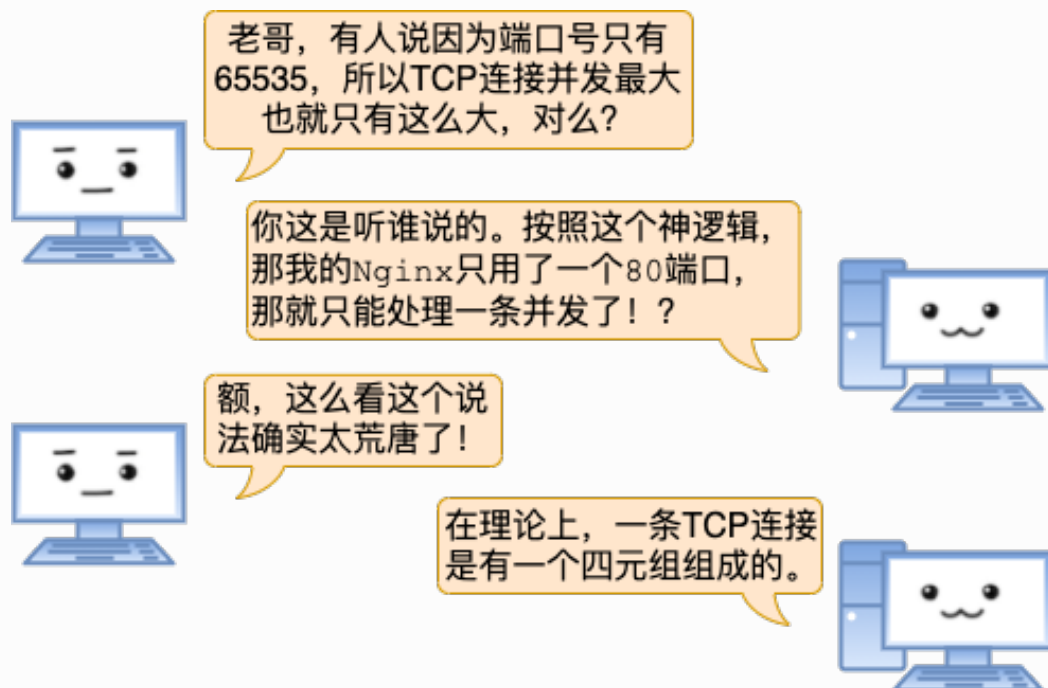 老哥，有人说因为端口号只有
65535，所以TCP连接并发最大
也就只有这么大，对么？
你这是听谁说的。按照这个神逻辑，
那我的Nginx只用了一个80端口，
那就只能处理一条并发了！？
额，这么看这个说
法确实太荒唐了！
在理论上，一条TCP连接
是有一个四元组组成的。